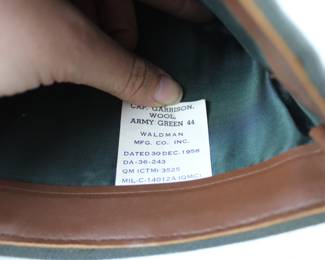 CAP, GARRISON,
WOOL,
ARMY GREEN 44
WALDMAN
MFG. CO. INC.
DATED 30 DEC. 1958
DA-36-243
QM (CTM) 3525
MIL-C-14012A (QMC)